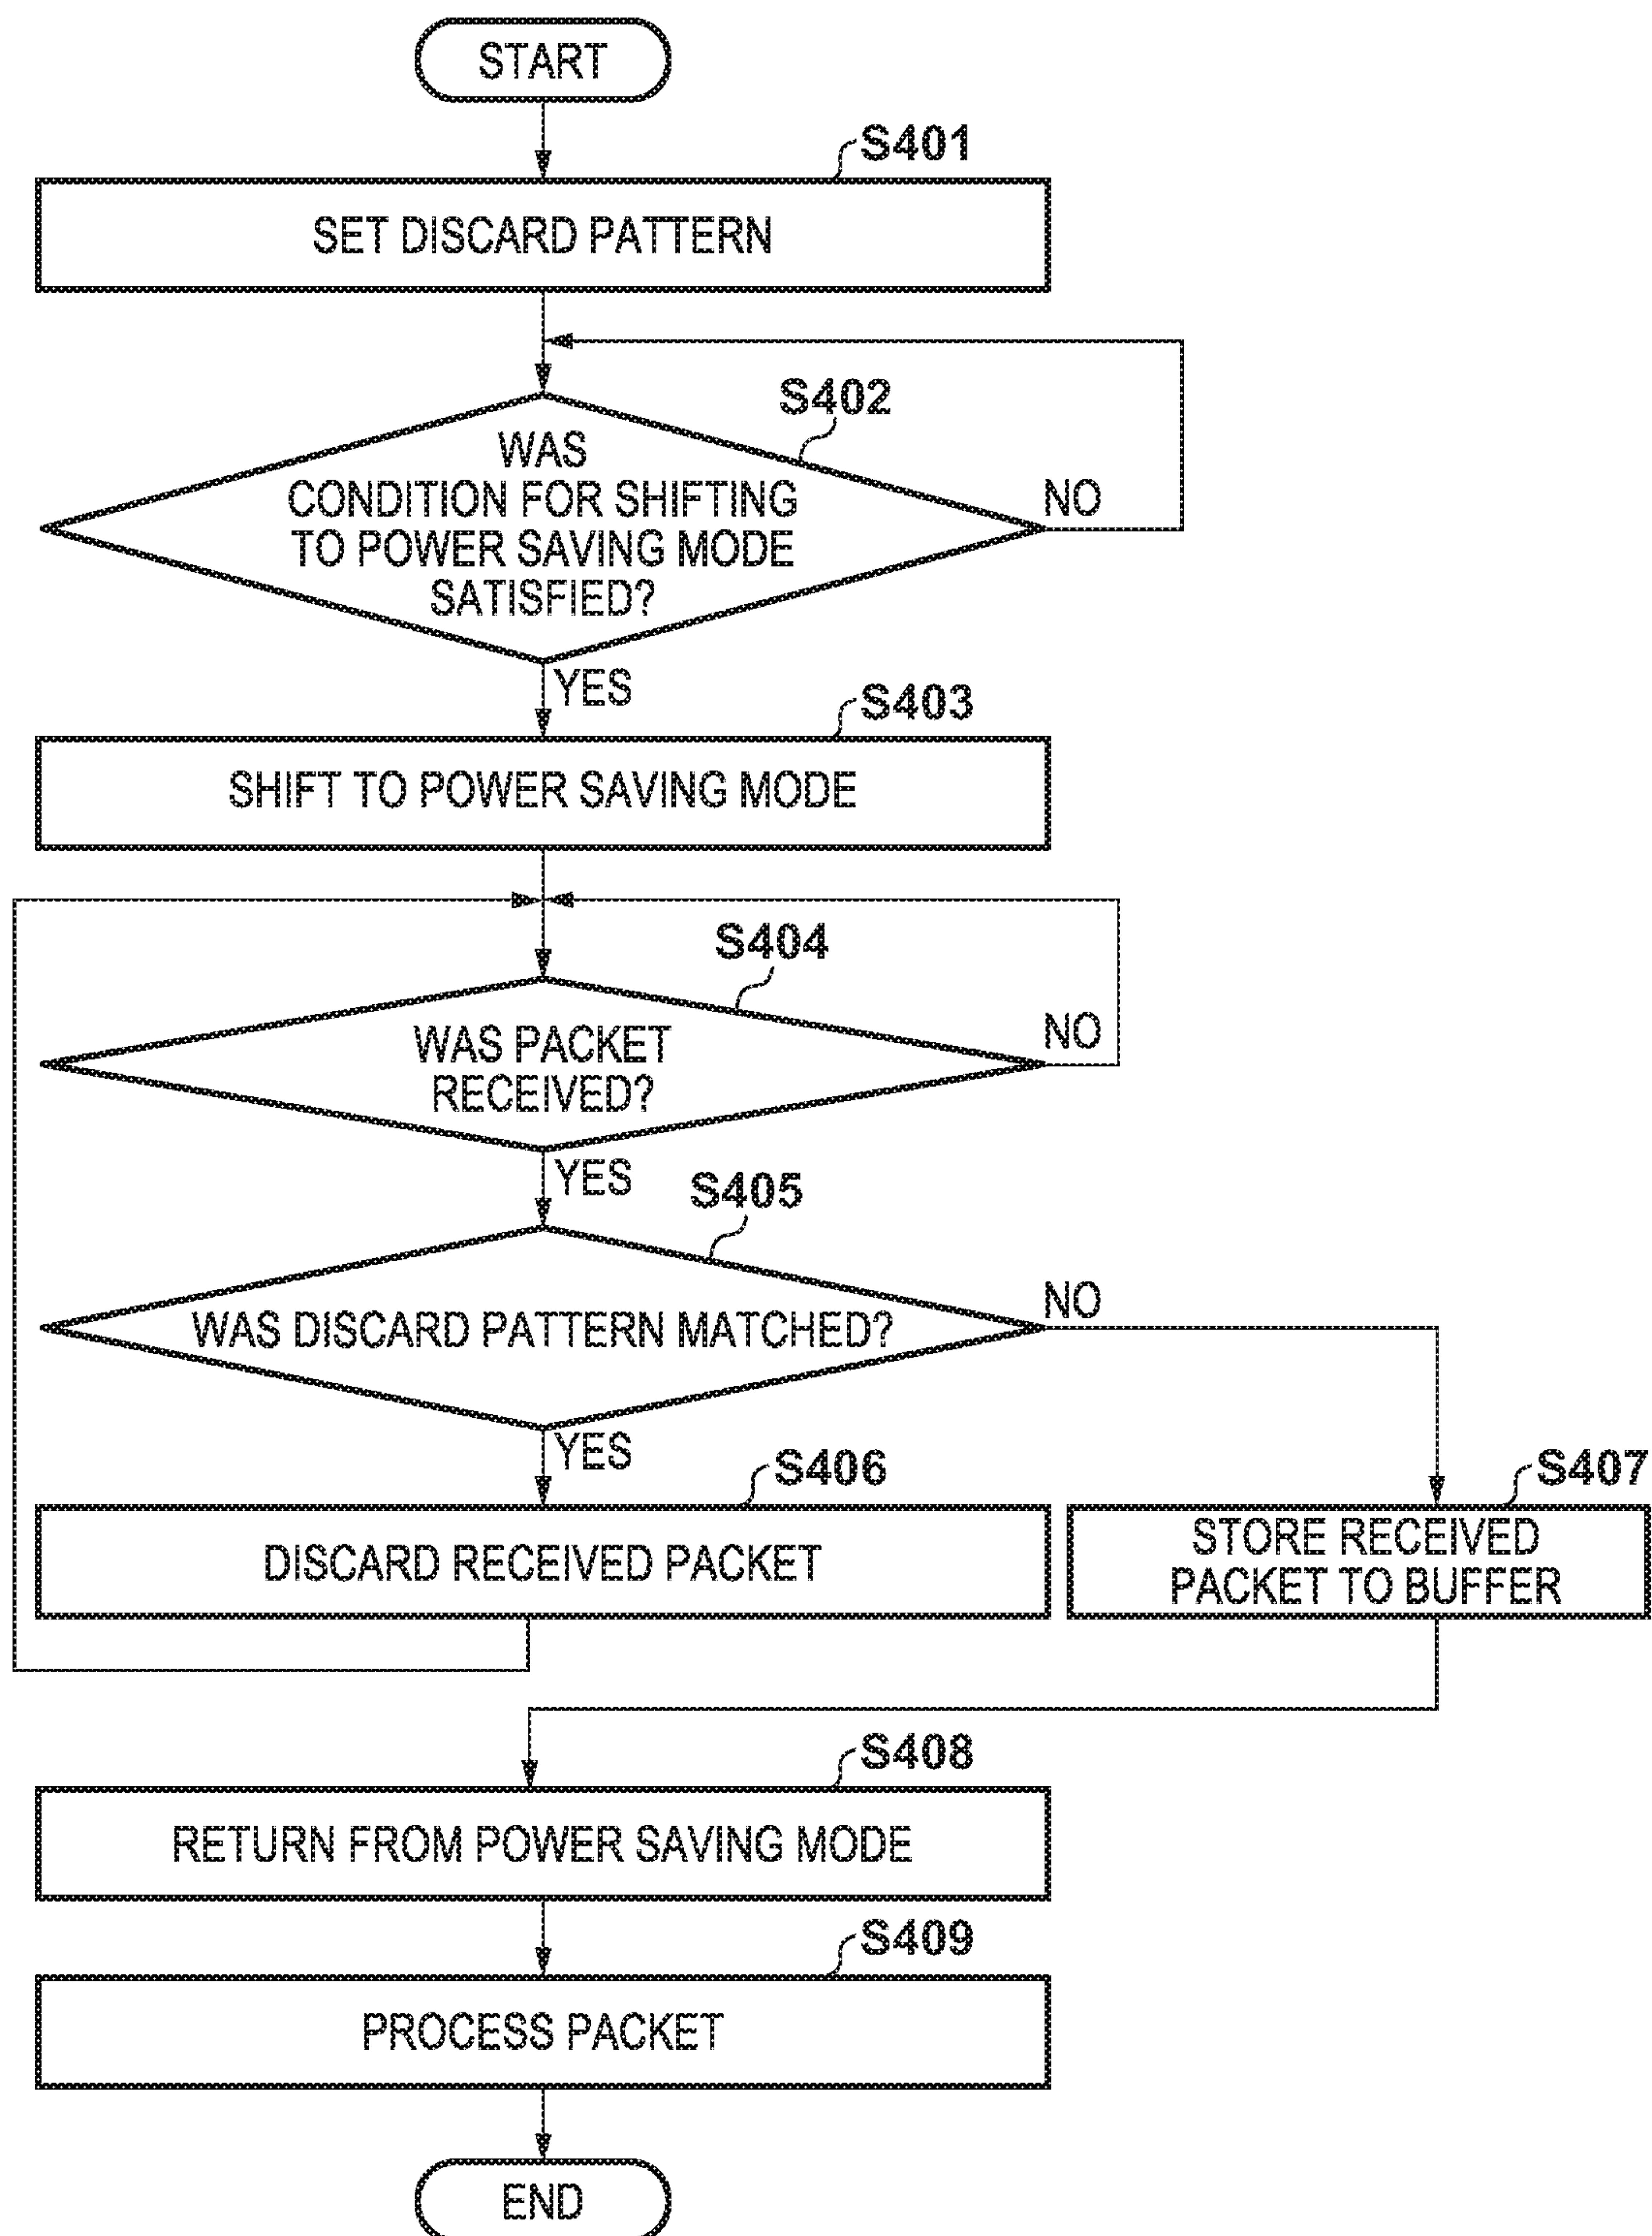 START
S401
SET DISCARD PATTERN
S402
WAS
CONDITION FOR SHIFTING
TO POWER SAVING MODE
SATISFIED?
NO
YES
S403
SHIFT TO POWER SAVING MODE
S404
WAS PACKET
RECEIVED?
NO
YES
S405
WAS DISCARD PATTERN MATCHED?
NO
YES
S406
DISCARD RECEIVED PACKET
S407
STORE RECEIVED
PACKET TO BUFFER
S408
RETURN FROM POWER SAVING MODE
S409
PROCESS PACKET
END